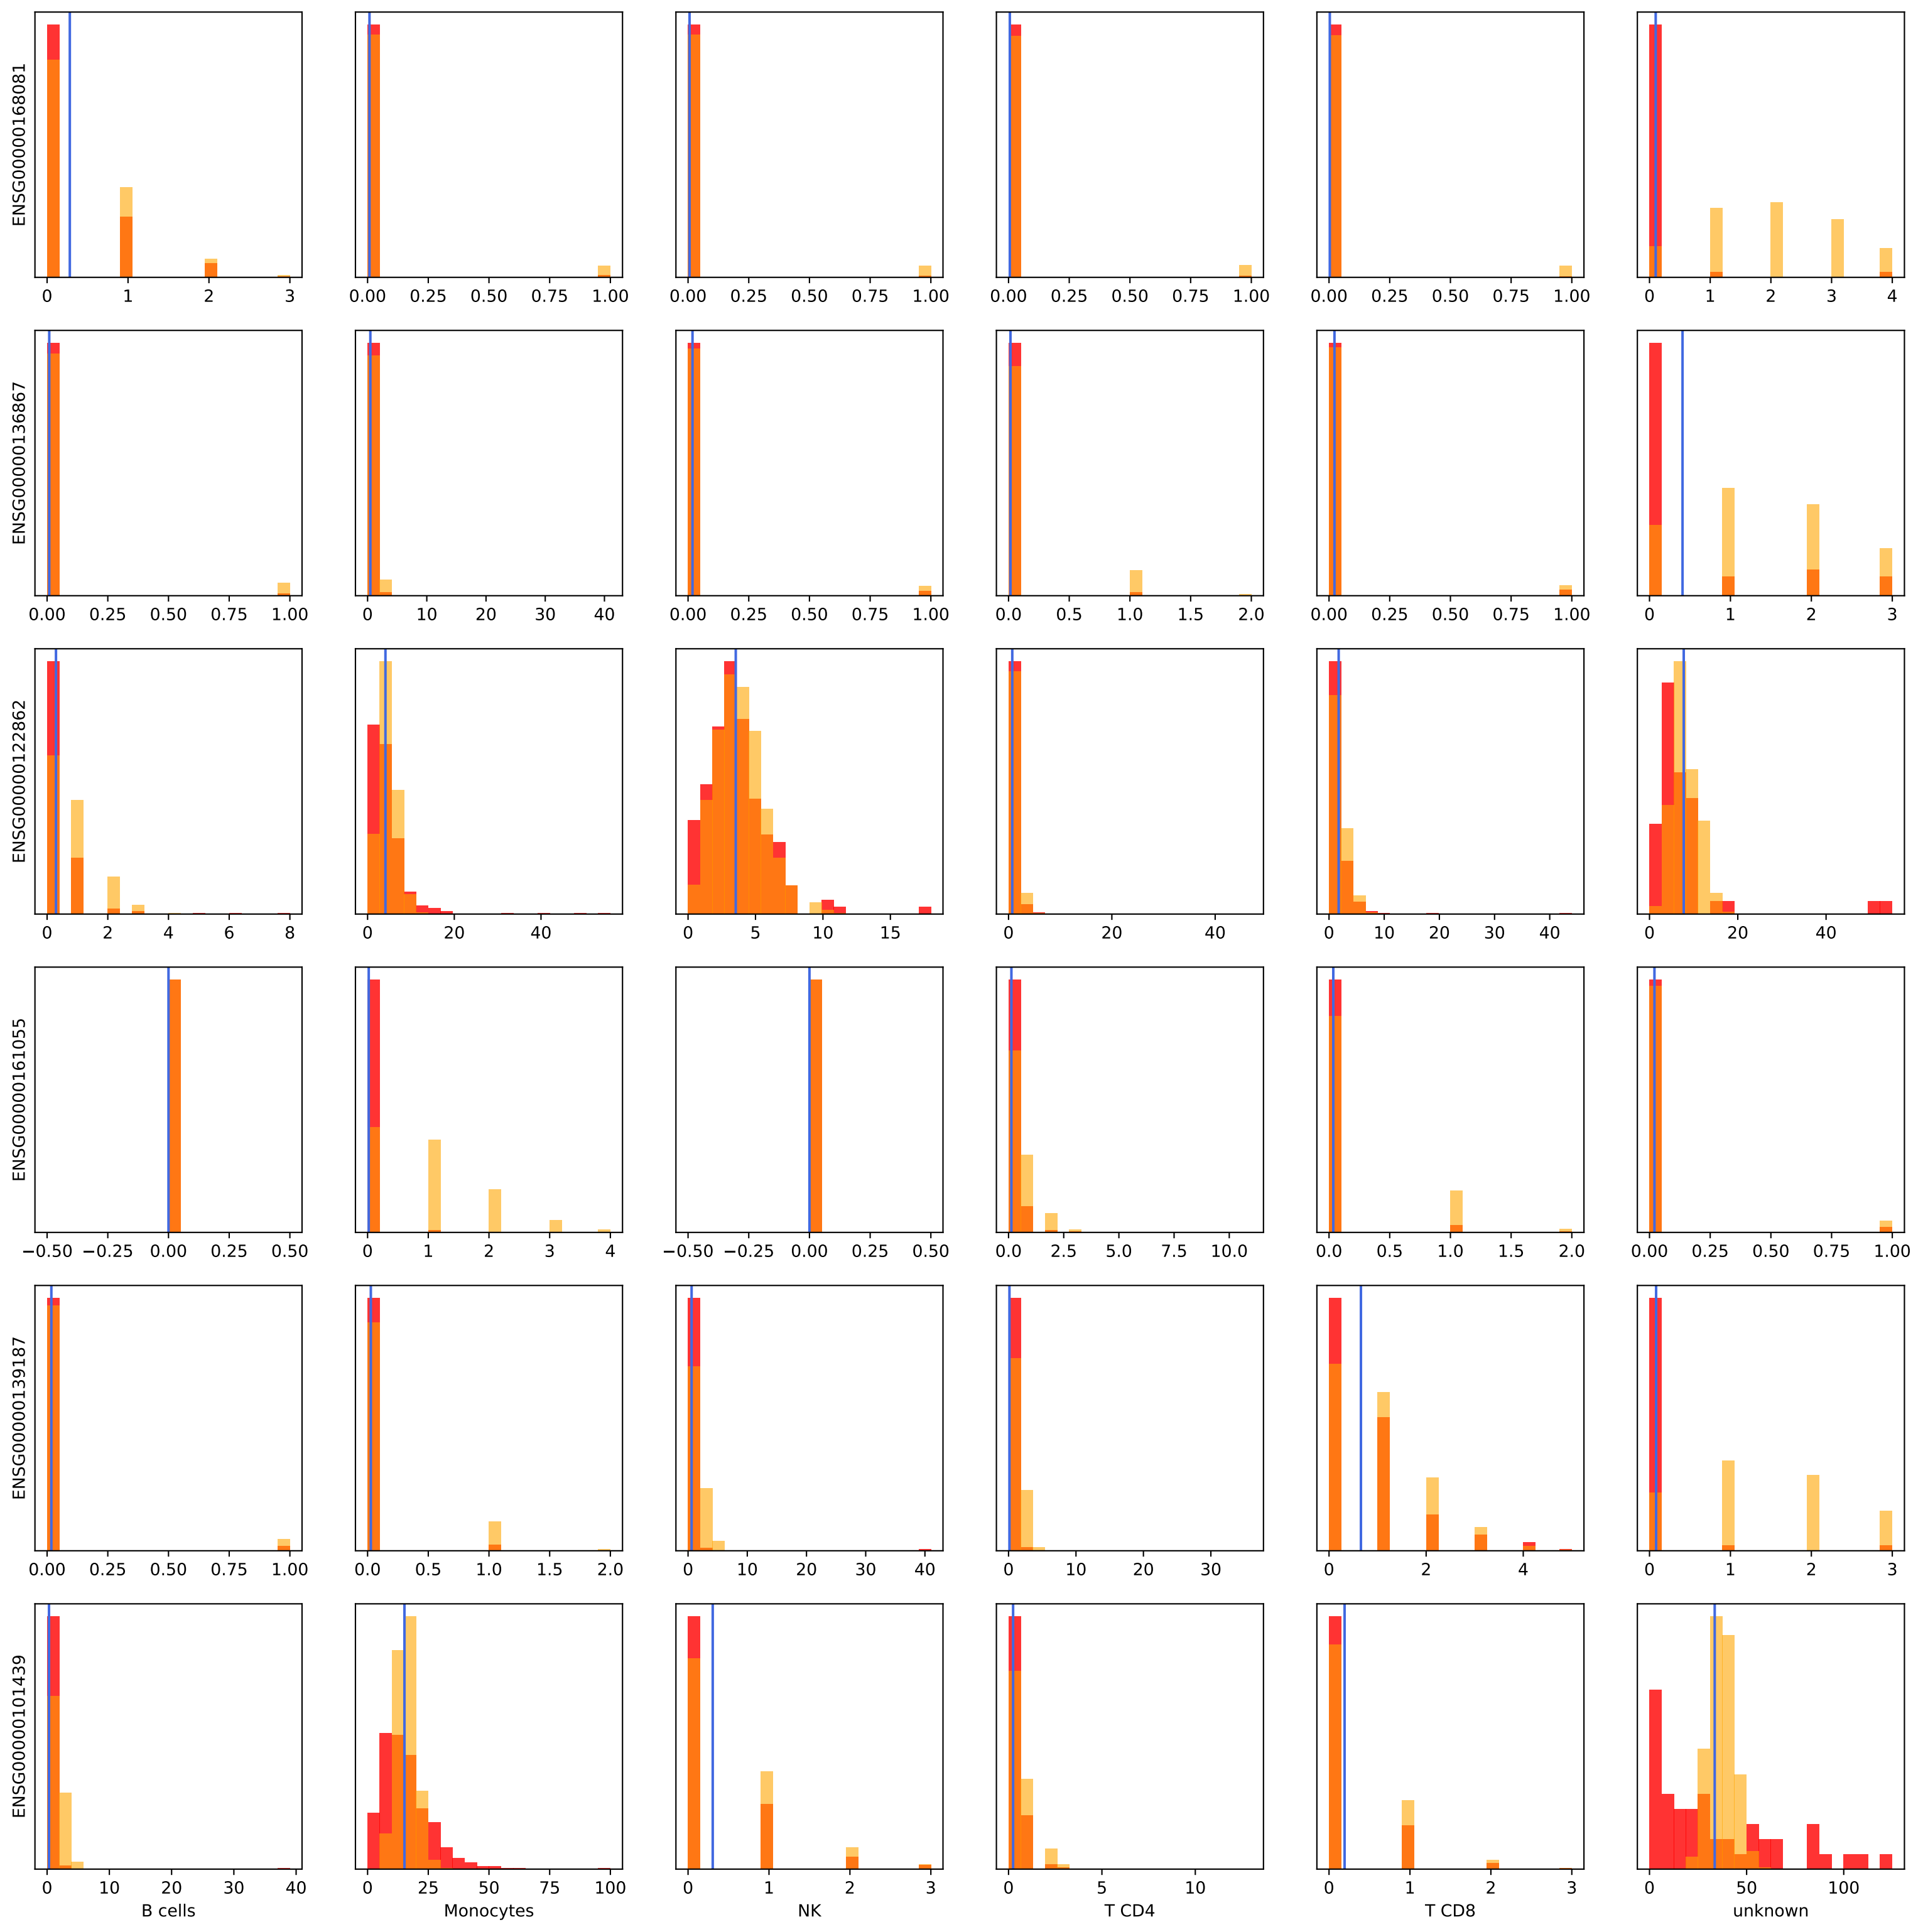 ENSG00000168081
0 1 2 3
0.00 0.25 0.50 0.75 1.00
0.00 0.25 0.50 0.75 1.00
0.00 0.25 0.50 0.75 1.00
0.00 0.25 0.50 0.75 1.00
0 1 2 3 4
ENSG00000136867
0.00 0.25 0.50 0.75 1.00
0 10 20 30 40
0.00 0.25 0.50 0.75 1.00
0.0 0.5 1.0 1.5 2.0
0.00 0.25 0.50 0.75 1.00
0 1 2 3
ENSG00000122862
0 2 4 6 8
0 20 40
0 5 10 15
0 20 40
0 10 20 30 40
0 20 40
ENSG00000161055
−0.50 −0.25 0.00 0.25 0.50
0 1 2 3 4
−0.50 −0.25 0.00 0.25 0.50
0.0 2.5 5.0 7.5 10.0
0.0 0.5 1.0 1.5 2.0
0.00 0.25 0.50 0.75 1.00
ENSG00000139187
0.00 0.25 0.50 0.75 1.00
0.0 0.5 1.0 1.5 2.0
0 10 20 30 40
0 10 20 30
0 2 4
0 1 2 3
ENSG00000101439
0 10 20 30 40
B cells
0 25 50 75 100
Monocytes
0 1 2 3
NK
0 5 10
T CD4
0 1 2 3
T CD8
0 50 100
unknown